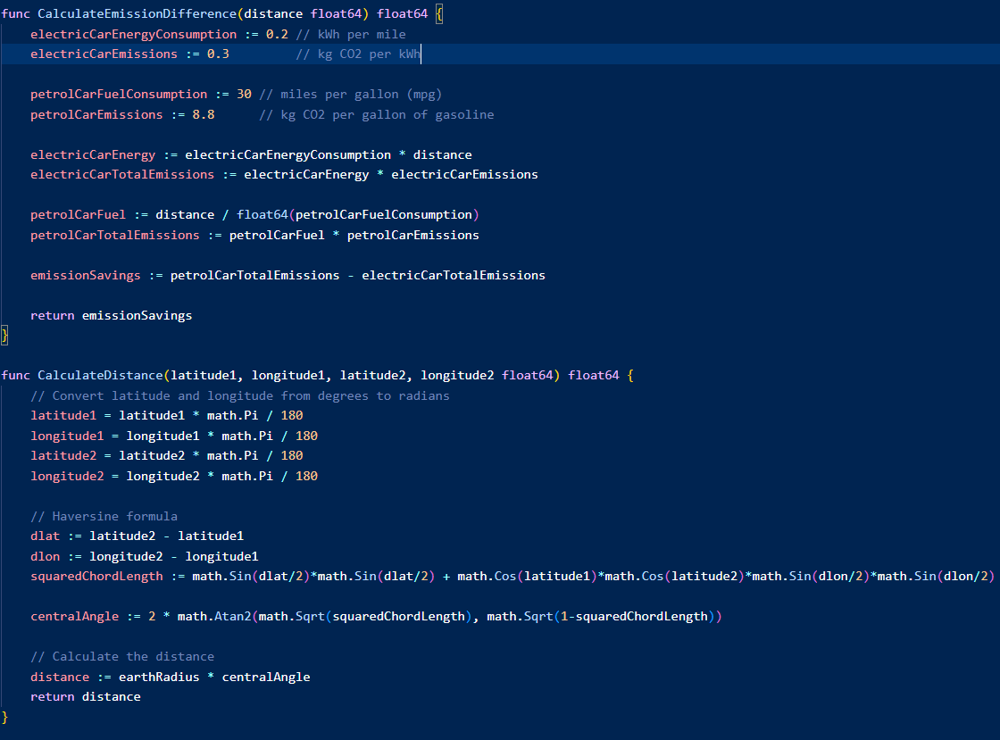 func CalculateEmissionDifference(distance float64) float64 {
    electricCarEnergyConsumption := 0.2 // kWh per mile
    electricCarEmissions := 0.3         // kg CO2 per kWh

    petrolCarFuelConsumption := 30 // miles per gallon (mpg)
    petrolCarEmissions := 8.8      // kg CO2 per gallon of gasoline

    electricCarEnergy := electricCarEnergyConsumption * distance
    electricCarTotalEmissions := electricCarEnergy * electricCarEmissions

    petrolCarFuel := distance / float64(petrolCarFuelConsumption)
    petrolCarTotalEmissions := petrolCarFuel * petrolCarEmissions

    emissionSavings := petrolCarTotalEmissions - electricCarTotalEmissions

    return emissionSavings
}

func CalculateDistance(latitude1, longitude1, latitude2, longitude2 float64) float64 {
    // Convert latitude and longitude from degrees to radians
    latitude1 = latitude1 * math.Pi / 180
    longitude1 = longitude1 * math.Pi / 180
    latitude2 = latitude2 * math.Pi / 180
    longitude2 = longitude2 * math.Pi / 180

    // Haversine formula
    dlat := latitude2 - latitude1
    dlon := longitude2 - longitude1
    squaredChordLength := math.Sin(dlat/2)*math.Sin(dlat/2) + math.Cos(latitude1)*math.Cos(latitude2)*math.Sin(dlon/2)*math.Sin(dlon/2)

    centralAngle := 2 * math.Atan2(math.Sqrt(squaredChordLength), math.Sqrt(1-squaredChordLength))

    // Calculate the distance
    distance := earthRadius * centralAngle
    return distance
}